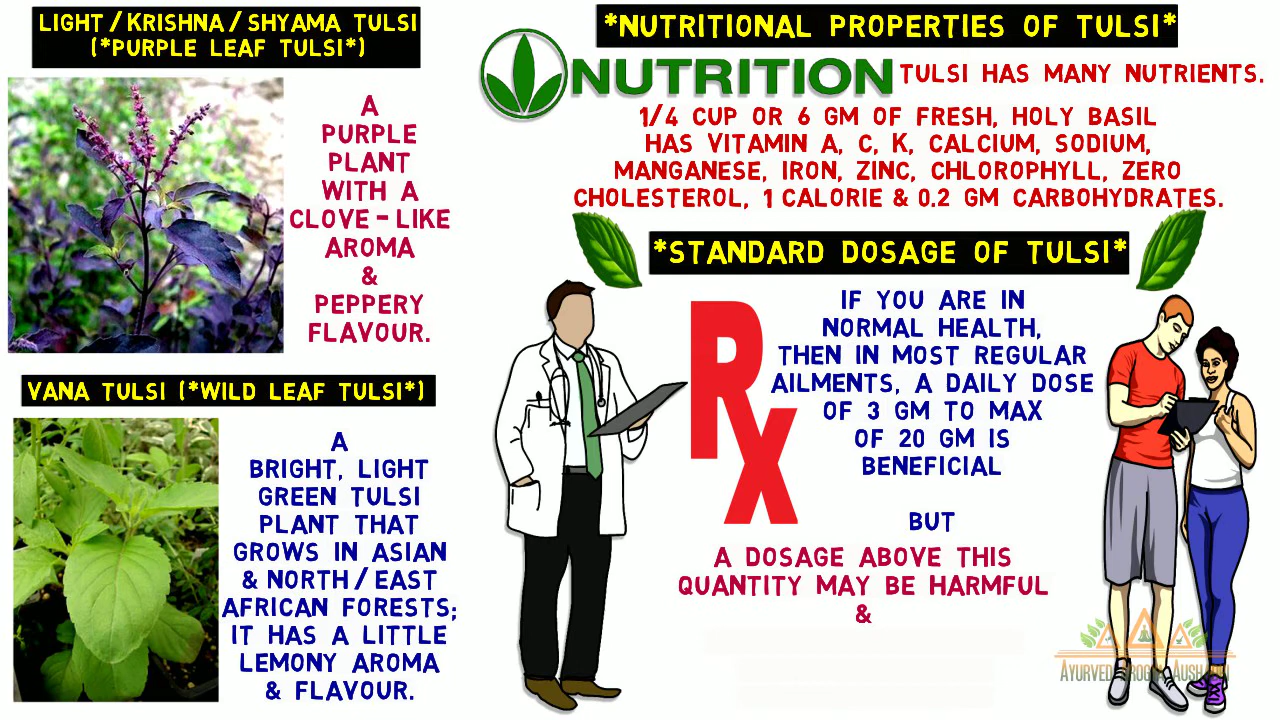 LIGHT / KRISHNA / SHYAMA TULSI
(*PURPLE LEAF TULSI*)
A
PURPLE
PLANT
WITH A
CLOVE - LIKE
AROMA
&
PEPPERY
FLAVOUR.
VANA TULSI (*WILD LEAF TULSI*)
A
BRIGHT, LIGHT
GREEN TULSI
PLANT THAT
GROWS IN ASIAN
& NORTH / EAST
AFRICAN FORESTS;
IT HAS A LITTLE
LEMONY AROMA
& FLAVOUR.
*NUTRITIONAL PROPERTIES OF TULSI*
NUTRITION TULSI HAS MANY NUTRIENTS.
1/4 CUP OR 6 GM OF FRESH, HOLY BASIL
HAS VITAMIN A, C, K, CALCIUM, SODIUM,
MANGANESE, IRON, ZINC, CHLOROPHYLL, ZERO
CHOLESTEROL, 1 CALORIE & 0.2 GM CARBOHYDRATES.
*STANDARD DOSAGE OF TULSI*
RX
IF YOU ARE IN
NORMAL HEALTH,
THEN IN MOST REGULAR
AILMENTS, A DAILY DOSE
OF 3 GM TO MAX
OF 20 GM IS
BENEFICIAL
BUT
A DOSAGE ABOVE THIS
QUANTITY MAY BE HARMFUL
&